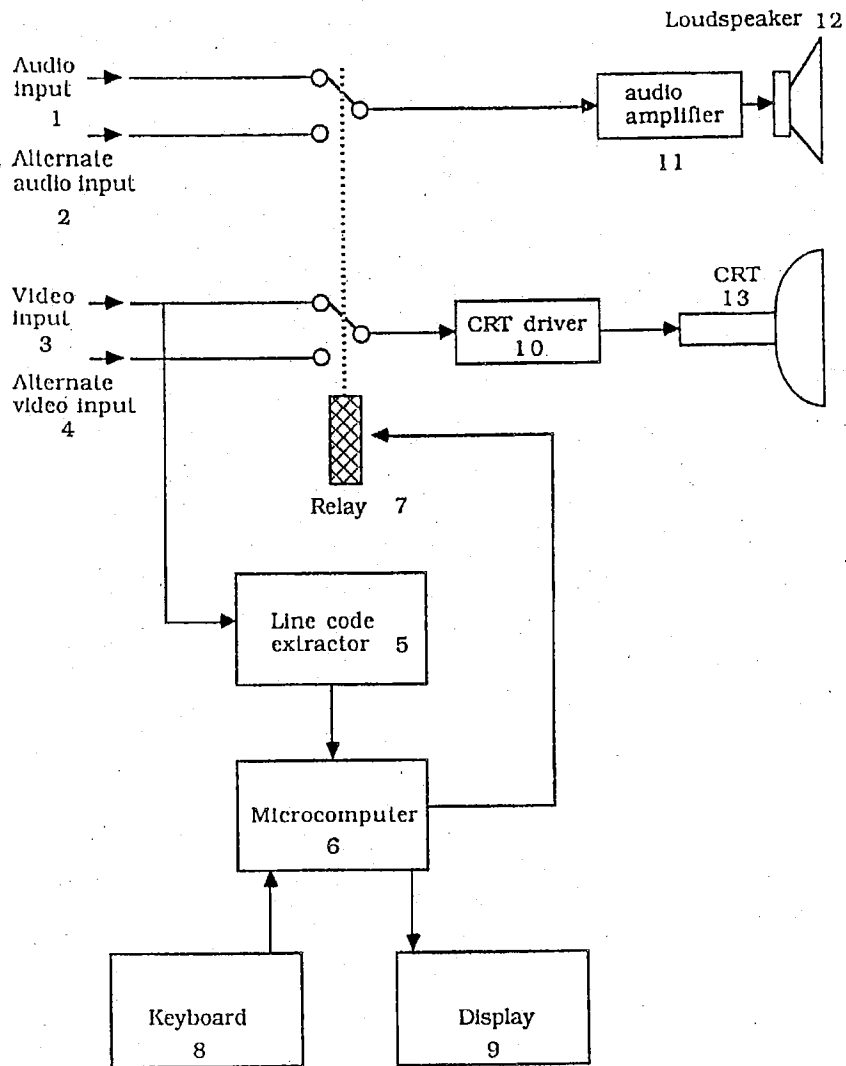 Loudspeaker 12
Audio
input
1
audio
amplifier
11
Alternate
audio input
2
Video
input
3
CRT
13
CRT driver
10
Alternate
video input
4
Relay 7
Line code
extractor 5
Microcomputer
6
Keyboard
8
Display
9